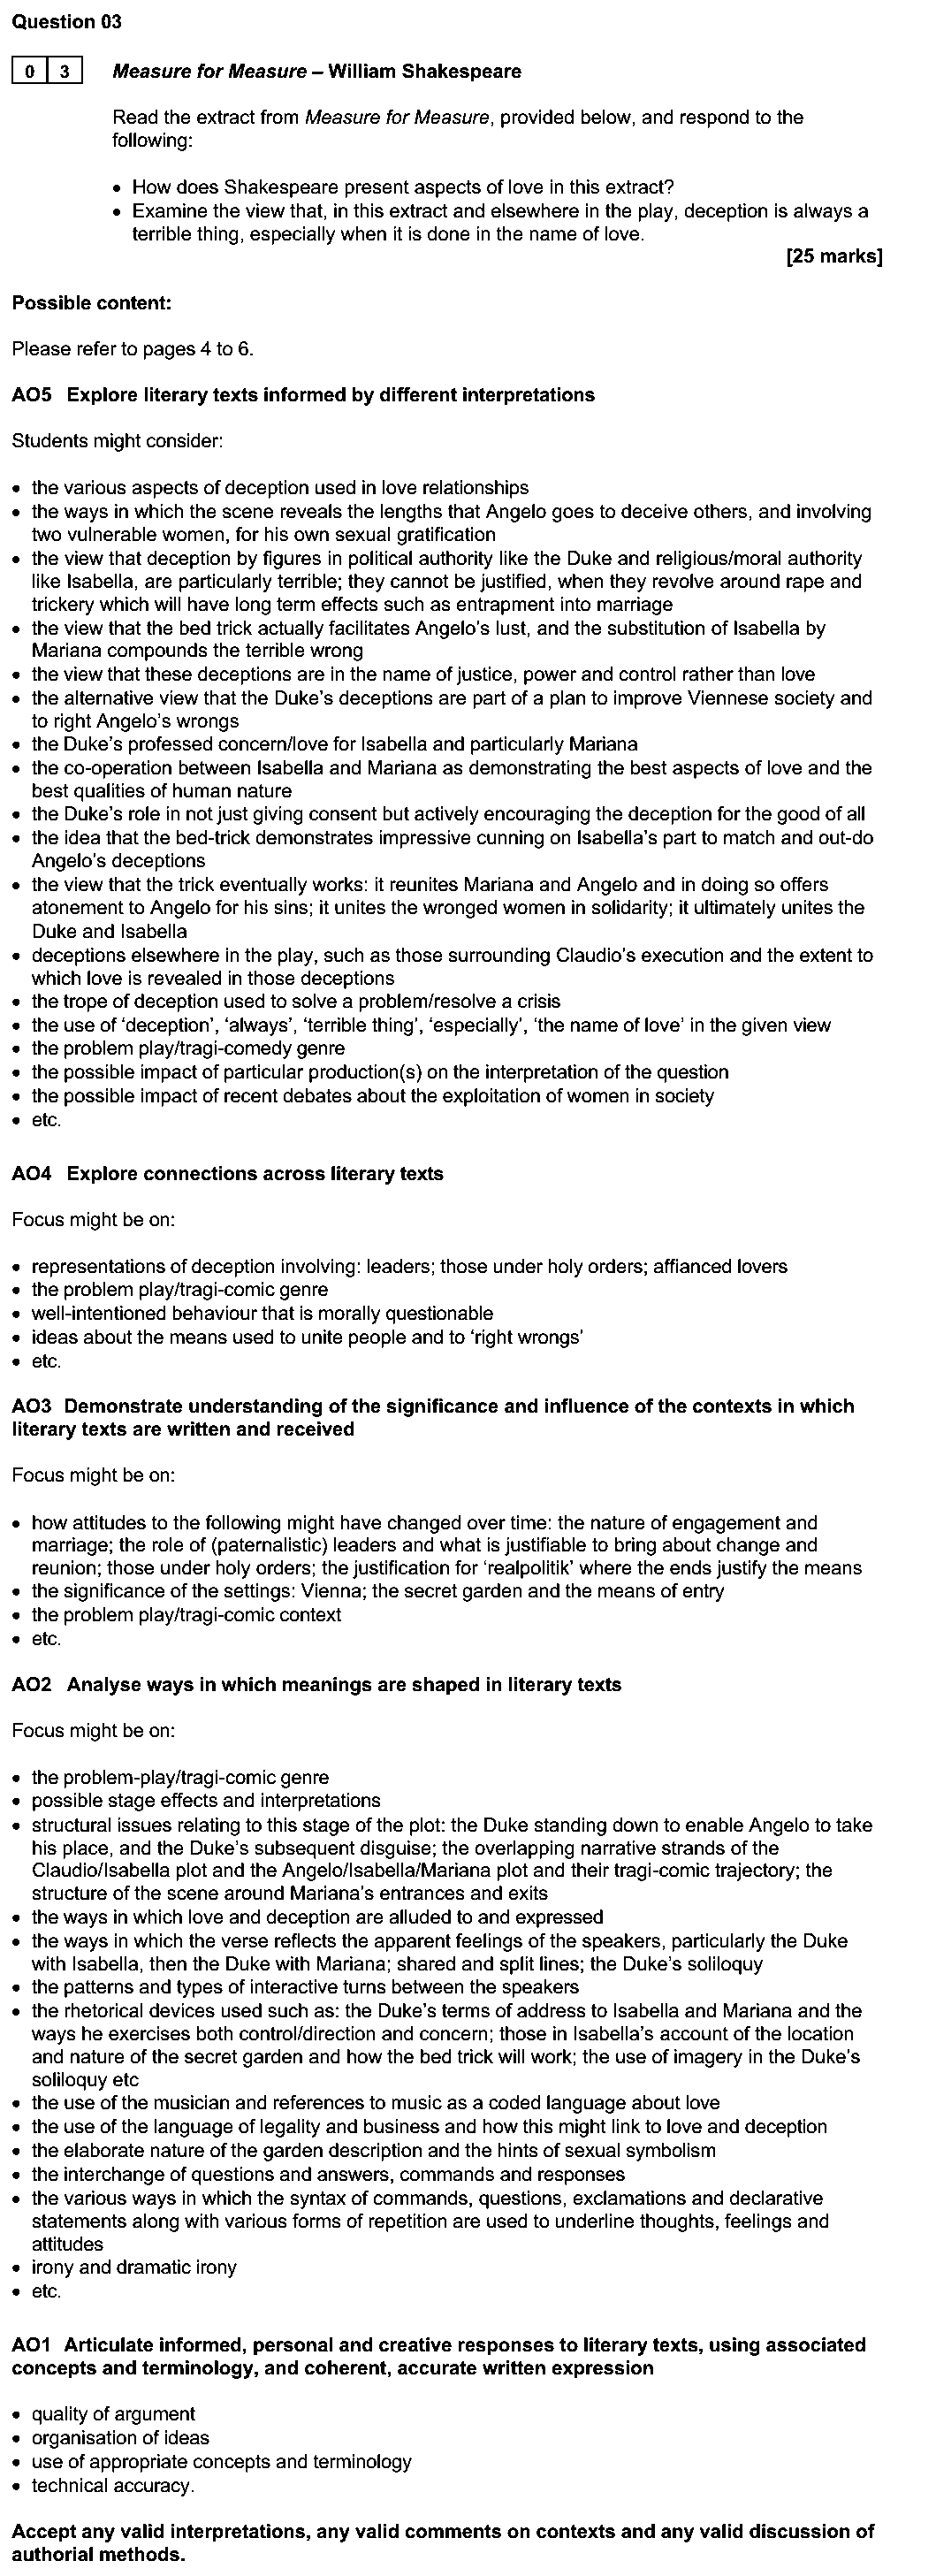 Question 03
0 3 Measure for Measure – William Shakespeare
Read the extract from Measure for Measure, provided below, and respond to the
following:
• How does Shakespeare present aspects of love in this extract?
• Examine the view that, in this extract and elsewhere in the play, deception is always a
terrible thing, especially when it is done in the name of love.
[25 marks]
Possible content:
Please refer to pages 4 to 6.
AO5 Explore literary texts informed by different interpretations
Students might consider:
• the various aspects of deception used in love relationships
• the ways in which the scene reveals the lengths that Angelo goes to deceive others, and involving
two vulnerable women, for his own sexual gratification
• the view that deception by figures in political authority like the Duke and religious/moral authority
like Isabella, are particularly terrible; they cannot be justified, when they revolve around rape and
trickery which will have long term effects such as entrapment into marriage
• the view that the bed trick actually facilitates Angelo's lust, and the substitution of Isabella by
Mariana compounds the terrible wrong
• the view that these deceptions are in the name of justice, power and control rather than love
• the alternative view that the Duke's deceptions are part of a plan to improve Viennese society and
to right Angelo's wrongs
• the Duke's professed concern/love for Isabella and particularly Mariana
• the co-operation between Isabella and Mariana as demonstrating the best aspects of love and the
best qualities of human nature
• the Duke's role in not just giving consent but actively encouraging the deception for the good of all
• the idea that the bed-trick demonstrates impressive cunning on Isabella's part to match and out-do
Angelo's deceptions
• the view that the trick eventually works: it reunites Mariana and Angelo and in doing so offers
atonement to Angelo for his sins; it unites the wronged women in solidarity; it ultimately unites the
Duke and Isabella
• deceptions elsewhere in the play, such as those surrounding Claudio's execution and the extent to
which love is revealed in those deceptions
• the trope of deception used to solve a problem/resolve a crisis
• the use of 'deception', 'always', 'terrible thing', 'especially', 'the name of love' in the given view
• the problem play/tragi-comedy genre
• the possible impact of particular production(s) on the interpretation of the question
• the possible impact of recent debates about the exploitation of women in society
• etc.
AO4 Explore connections across literary texts
Focus might be on:
• representations of deception involving: leaders; those under holy orders; affianced lovers
• the problem play/tragi-comic genre
• well-intentioned behaviour that is morally questionable
• ideas about the means used to unite people and to 'right wrongs'
• etc.
AO3 Demonstrate understanding of the significance and influence of the contexts in which
literary texts are written and received
Focus might be on:
• how attitudes to the following might have changed over time: the nature of engagement and
marriage; the role of (paternalistic) leaders and what is justifiable to bring about change and
reunion; those under holy orders; the justification for 'realpolitik' where the ends justify the means
• the significance of the settings: Vienna; the secret garden and the means of entry
• the problem play/tragi-comic context
• etc.
AO2 Analyse ways in which meanings are shaped in literary texts
Focus might be on:
• the problem-play/tragi-comic genre
• possible stage effects and interpretations
• structural issues relating to this stage of the plot: the Duke standing down to enable Angelo to take
his place, and the Duke's subsequent disguise; the overlapping narrative strands of the
Claudio/Isabella plot and the Angelo/Isabella/Mariana plot and their tragi-comic trajectory; the
structure of the scene around Mariana's entrances and exits
• the ways in which love and deception are alluded to and expressed
• the ways in which the verse reflects the apparent feelings of the speakers, particularly the Duke
with Isabella, then the Duke with Mariana; shared and split lines; the Duke's soliloquy
• the patterns and types of interactive turns between the speakers
• the rhetorical devices used such as: the Duke's terms of address to Isabella and Mariana and the
ways he exercises both control/direction and concern; those in Isabella's account of the location
and nature of the secret garden and how the bed trick will work; the use of imagery in the Duke's
soliloquy etc
• the use of the musician and references to music as a coded language about love
• the use of the language of legality and business and how this might link to love and deception
• the elaborate nature of the garden description and the hints of sexual symbolism
• the interchange of questions and answers, commands and responses
• the various ways in which the syntax of commands, questions, exclamations and declarative
statements along with various forms of repetition are used to underline thoughts, feelings and
attitudes
• irony and dramatic irony
• etc.
AO1 Articulate informed, personal and creative responses to literary texts, using associated
concepts and terminology, and coherent, accurate written expression
• quality of argument
• organisation of ideas
• use of appropriate concepts and terminology
• technical accuracy.
Accept any valid interpretations, any valid comments on contexts and any valid discussion of
authorial methods.